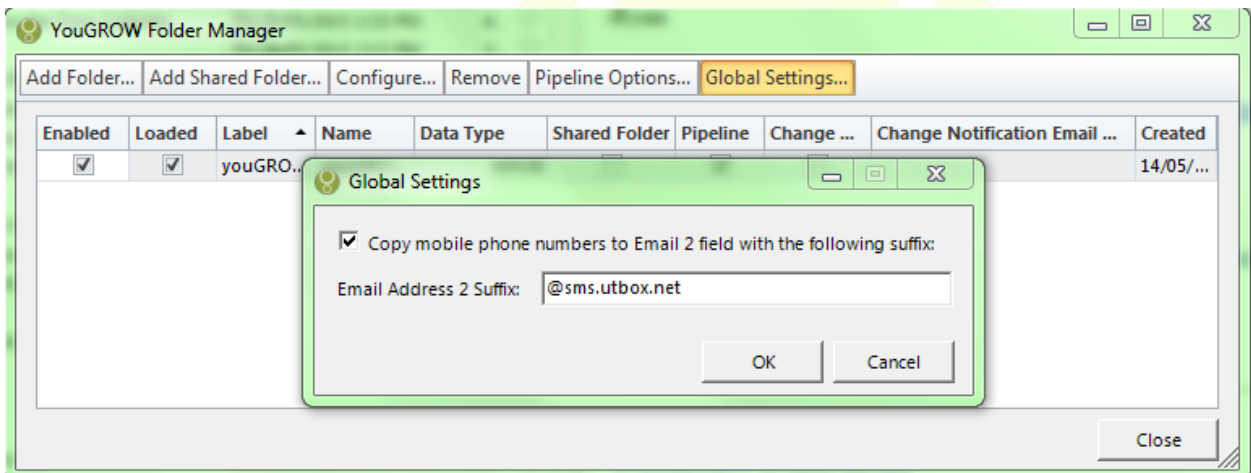 YouGROW Folder Manager
Add Folder... Add Shared Folder... Configure... Remove Pipeline Options... Global Settings...
Enabled Loaded Label Name Data Type Shared Folder Pipeline Change ... Change Notification Email ... Created
youGRO... 14/05/...
Global Settings
Copy mobile phone numbers to Email 2 field with the following suffix:
Email Address 2 Suffix: @sms.utbox.net
OK Cancel
Close